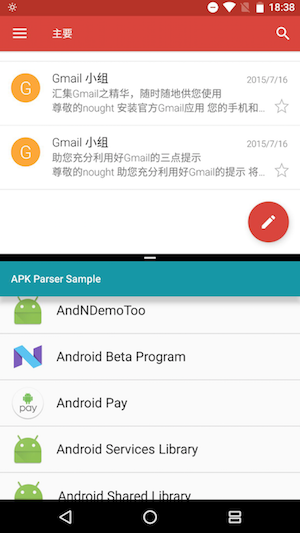 18:38
主要
G
Gmail 小组
2015/7/16
汇集Gmail之精华，随时随地供您使用
尊敬的nought 安装官方Gmail应用 您的手机和…
G
Gmail 小组
2015/7/16
助您充分利用好Gmail的三点提示
尊敬的nought 助您充分利用好Gmail的提示 将…
APK Parser Sample
AndNDemoToo
Android Beta Program
pay
Android Pay
Android Services Library
Android Shared Library